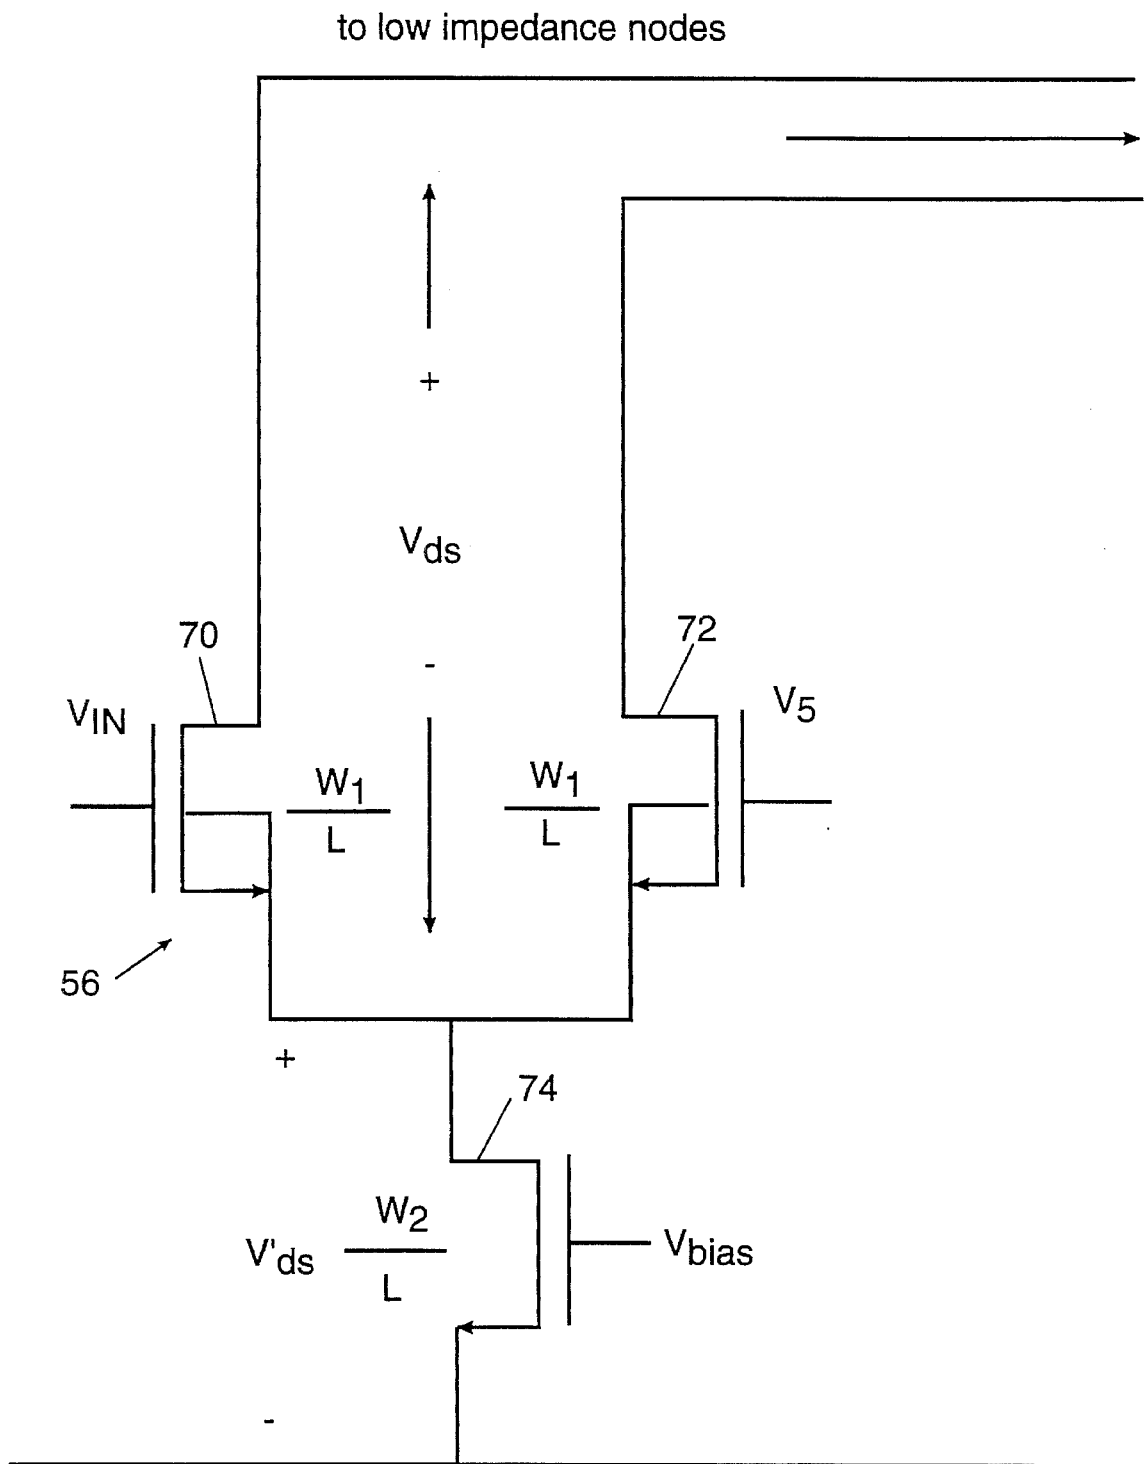 to low impedance nodes
+
Vds
-
70
72
VIN
V5
W1
L
W1
L
56
+
74
W2
V'ds
L
Vbias
-